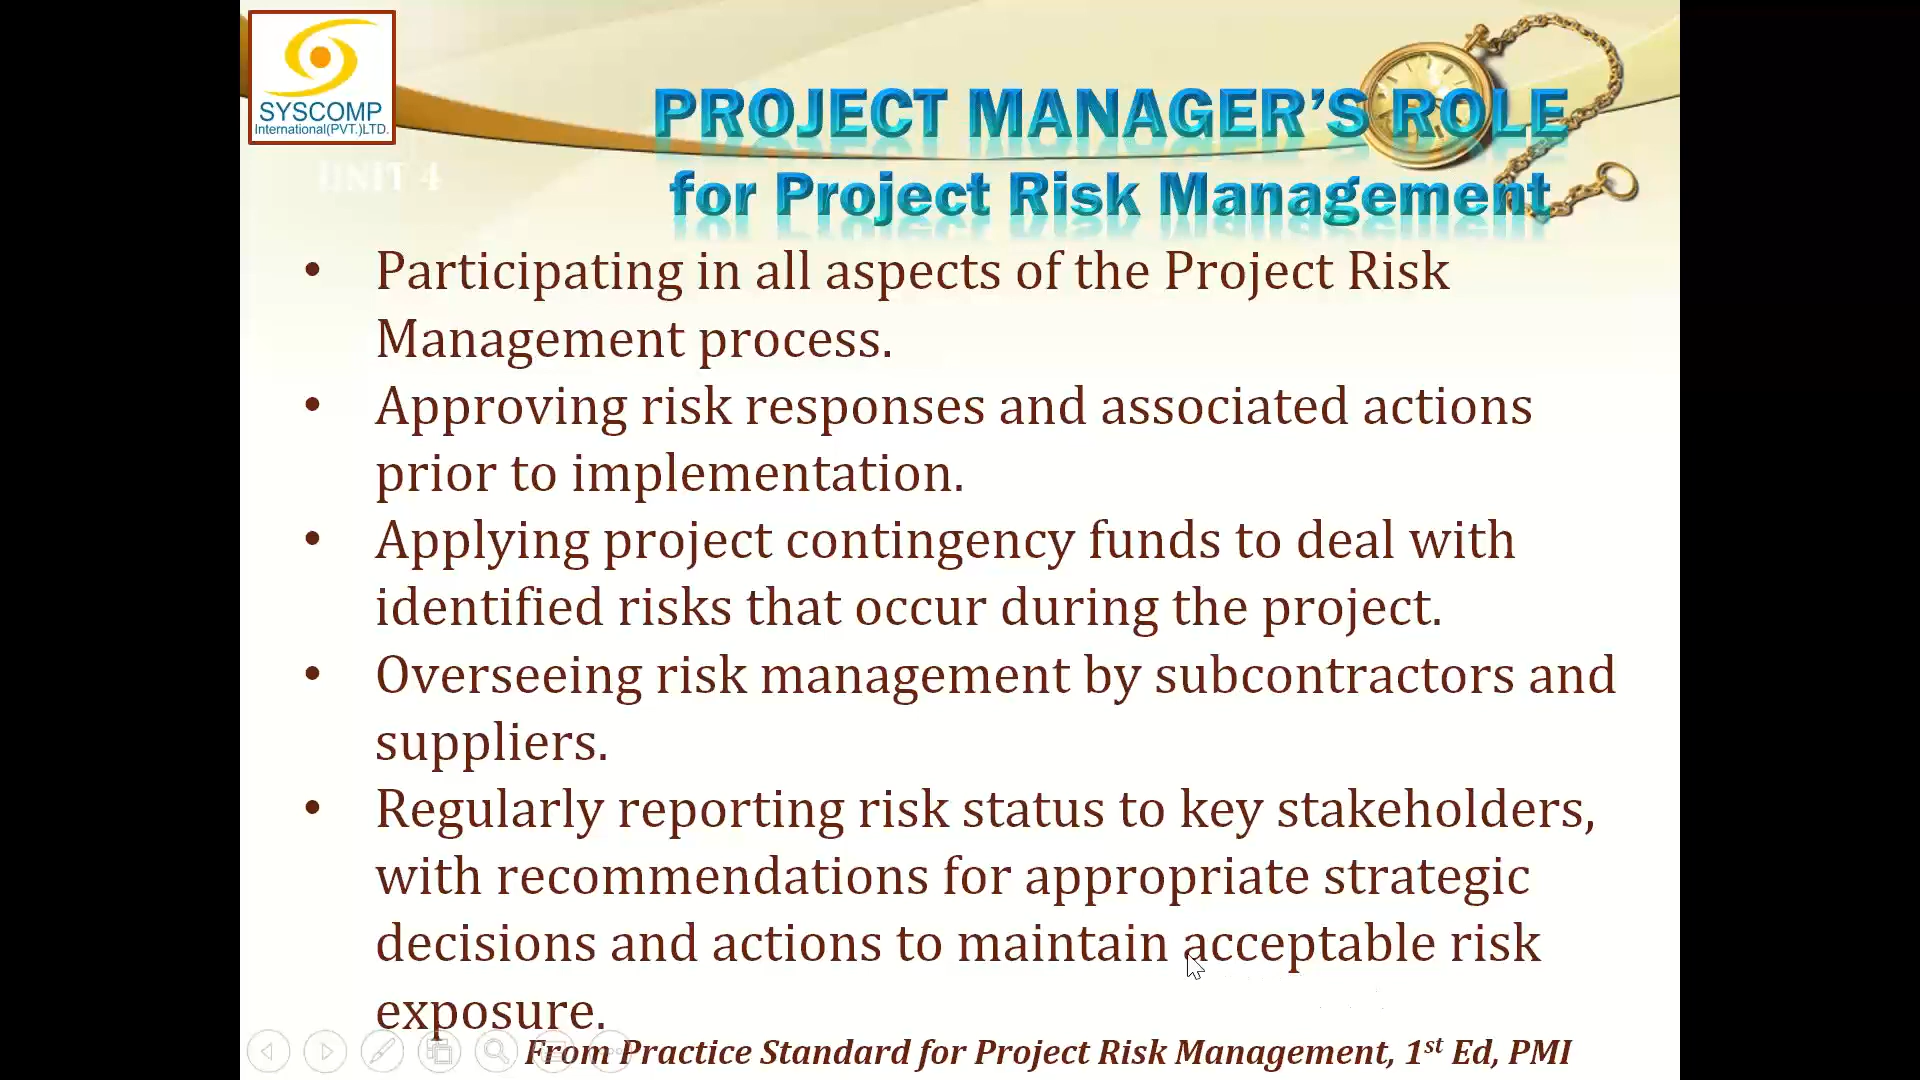 SYSCOMP
International(PVT.)LTD.
UNIT 4
PROJECT MANAGER’S ROLE
for Project Risk Management
• Participating in all aspects of the Project Risk
Management process.
• Approving risk responses and associated actions
prior to implementation.
• Applying project contingency funds to deal with
identified risks that occur during the project.
• Overseeing risk management by subcontractors and
suppliers.
• Regularly reporting risk status to key stakeholders,
with recommendations for appropriate strategic
decisions and actions to maintain acceptable risk
exposure.
From Practice Standard for Project Risk Management, 1st Ed, PMI